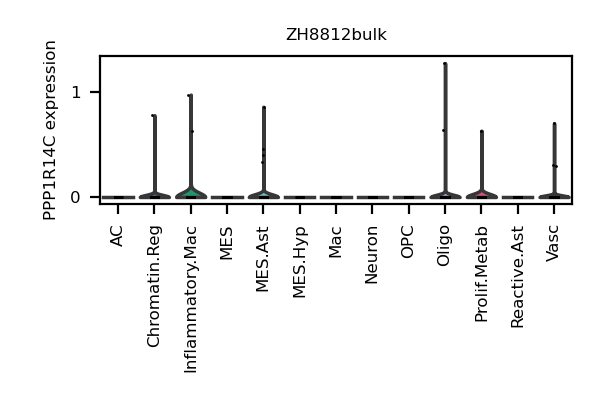 ZH8812bulk
PPP1R14C expression
1
0
AC
Chromatin.Reg
Inflammatory.Mac
MES
MES.Ast
MES.Hyp
Mac
Neuron
OPC
Oligo
Prolif.Metab
Reactive.Ast
Vasc